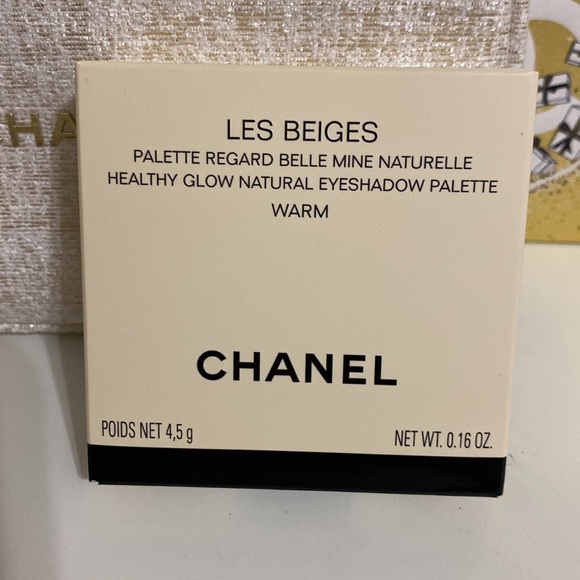 CHA
LES BEIGES
PALETTE REGARD BELLE MINE NATURELLE
HEALTHY GLOW NATURAL EYESHADOW PALETTE
WARM
CHANEL
POIDS NET 4,5 g
NET WT. 0.16 OZ.